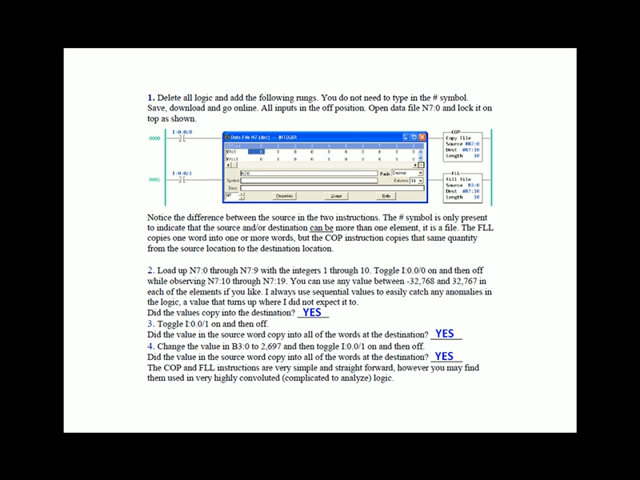 1. Delete all logic and add the following rungs. You do not need to type in the # symbol.
Save, download and go online. All inputs in the off position. Open data file N7:0 and lock it on
top as shown.
I:0.0/0
0000
Data File N7 (dec) -- INTEGER
COP
Copy File
Length 10
I:0.0/1
0001
Radix Decimal
Symbol
Columns 10
Desc
N7
Properties Usage Help
FLL
Fill File
Length 10
Notice the difference between the source in the two instructions. The # symbol is only present
to indicate that the source and/or destination can be more than one element, it is a file. The FLL
copies one word into one or more words, but the COP instruction copies that same quantity
from the source location to the destination location.
2. Load up N7:0 through N7:9 with the integers 1 through 10. Toggle I:0.0/0 on and then off
while observing N7:10 through N7:19. You can use any value between -32,768 and 32,767 in
each of the elements if you like. I always use sequential values to easily catch any anomalies in
the logic, a value that turns up where I did not expect it to.
Did the values copy into the destination? YES
3. Toggle I:0.0/1 on and then off.
Did the value in the source word copy into all of the words at the destination? YES
4. Change the value in B3:0 to 2,697 and then toggle I:0.0/1 on and then off.
Did the value in the source word copy into all of the words at the destination? YES
The COP and FLL instructions are very simple and straight forward, however you may find
them used in very highly convoluted (complicated to analyze) logic.